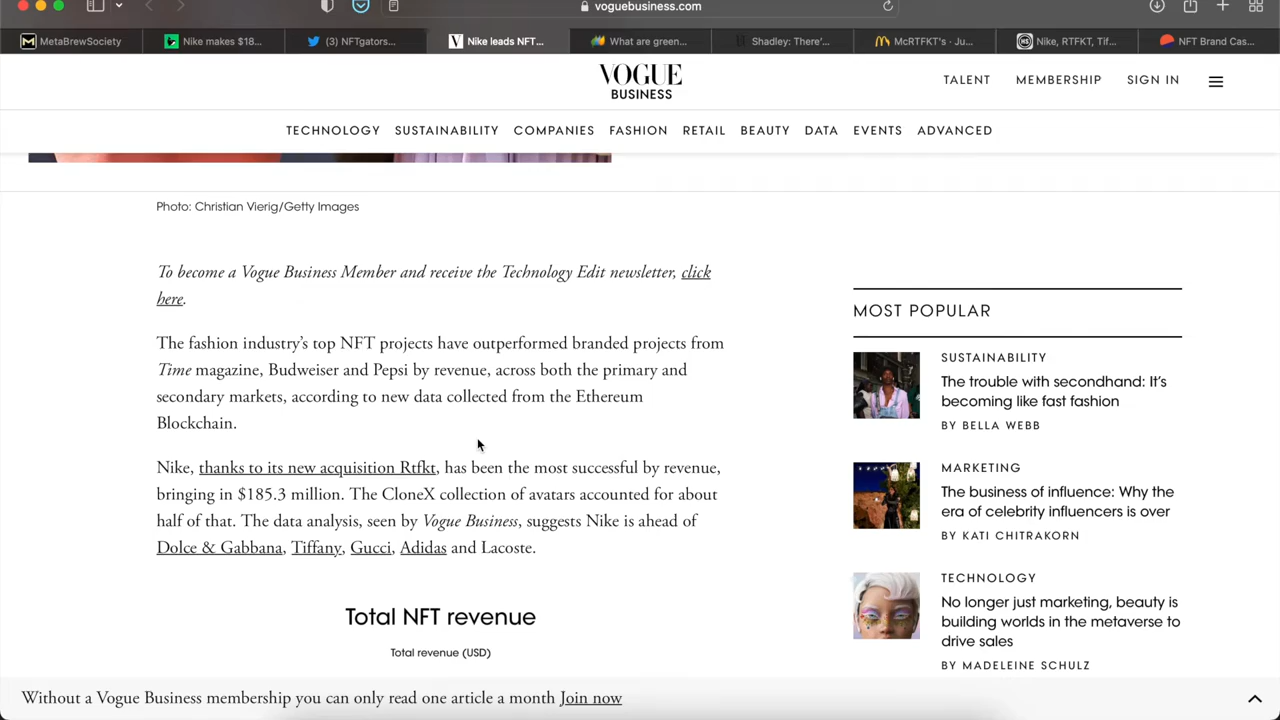 voguebusiness.com
MetaBrewSociety
Nike makes $18...
(3) NFTgators...
Nike leads NFT...
What are green...
Shadley: There'...
McRTFKT's · Ju...
Nike, RTFKT, Tif...
NFT Brand Cas...
VOGUE
BUSINESS
TALENT MEMBERSHIP SIGN IN
TECHNOLOGY SUSTAINABILITY COMPANIES FASHION RETAIL BEAUTY DATA EVENTS ADVANCED
Photo: Christian Vierig/Getty Images
To become a Vogue Business Member and receive the Technology Edit newsletter, click
here.
The fashion industry's top NFT projects have outperformed branded projects from
Time magazine, Budweiser and Pepsi by revenue, across both the primary and
secondary markets, according to new data collected from the Ethereum
Blockchain.
Nike, thanks to its new acquisition Rtfkt, has been the most successful by revenue,
bringing in $185.3 million. The CloneX collection of avatars accounted for about
half of that. The data analysis, seen by Vogue Business, suggests Nike is ahead of
Dolce & Gabbana, Tiffany, Gucci, Adidas and Lacoste.
Total NFT revenue
Total revenue (USD)
MOST POPULAR
SUSTAINABILITY
The trouble with secondhand: It's
becoming like fast fashion
BY BELLA WEBB
MARKETING
The business of influence: Why the
era of celebrity influencers is over
BY KATI CHITRAKORN
TECHNOLOGY
No longer just marketing, beauty is
building worlds in the metaverse to
drive sales
BY MADELEINE SCHULZ
Without a Vogue Business membership you can only read one article a month Join now